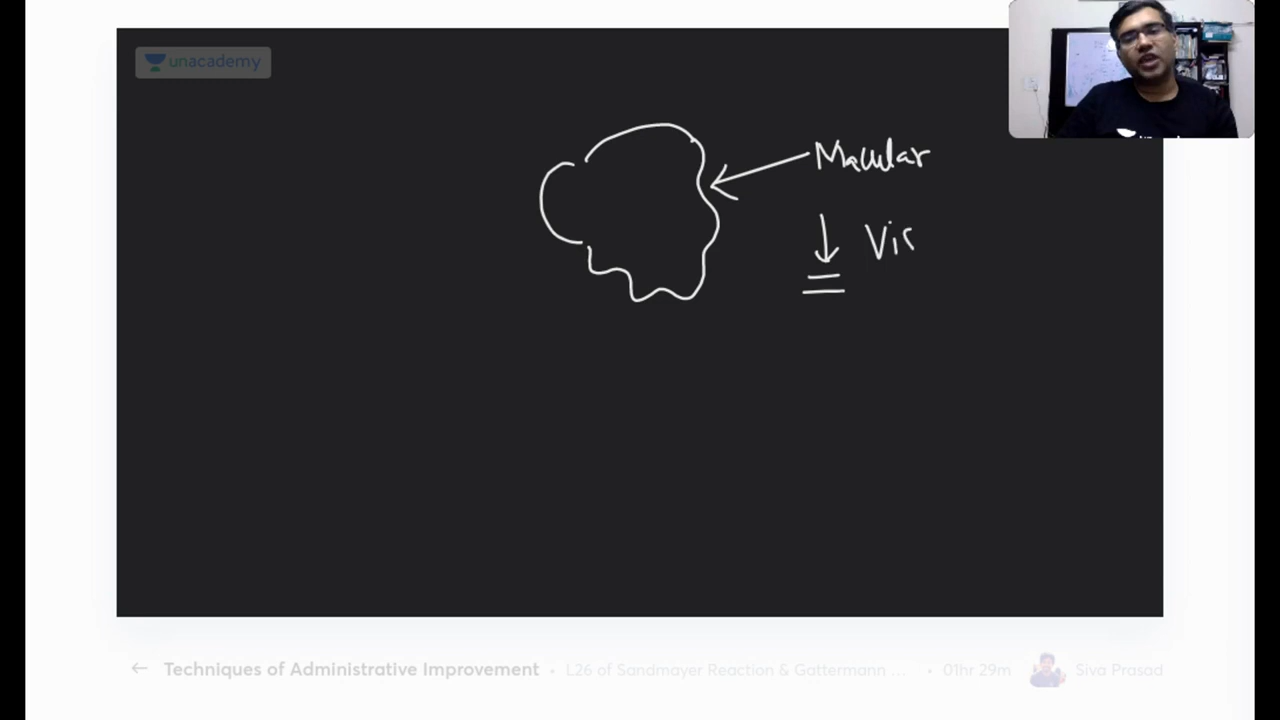 unacademy
Macular
↓ Vis
Techniques of Administrative Improvement • L26 of Sandmayer Reaction & Gattermann ... • 01hr 29m Siva Prasad